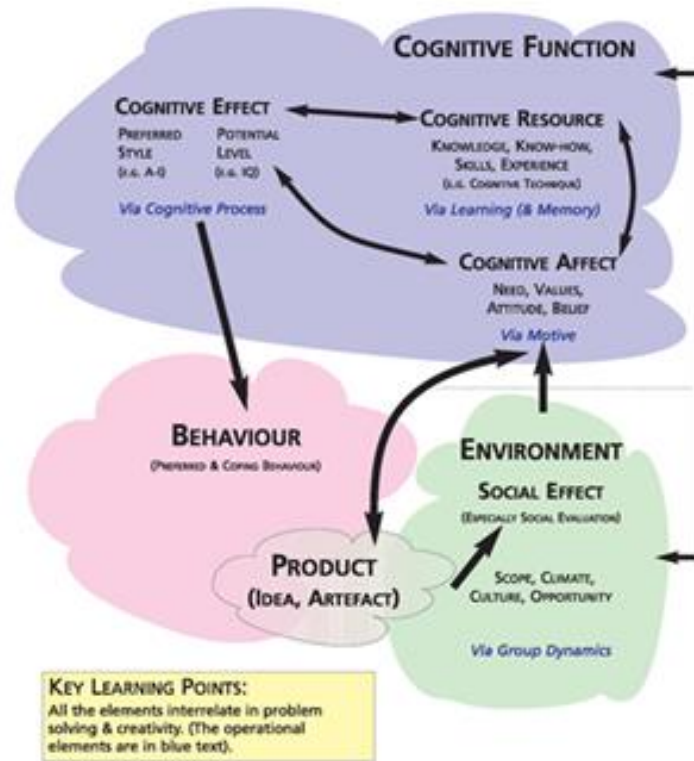 COGNITIVE FUNCTION
COGNITIVE EFFECT
PREFERRED STYLE
(E.G. A-I)
POTENTIAL LEVEL
(E.G. IQ)
Via Cognitive Process
COGNITIVE RESOURCE
KNOWLEDGE, KNOW-HOW,
SKILLS, EXPERIENCE
(E.G. COGNITIVE TECHNIQUE)
Via Learning (& Memory)
COGNITIVE AFFECT
NEED, VALUES,
ATTITUDE, BELIEF
Via Motive
BEHAVIOUR
(PREFERRED & COPING BEHAVIOUR)
ENVIRONMENT
SOCIAL EFFECT
(ESPECIALLY SOCIAL EVALUATION)
SCOPE, CLIMATE,
CULTURE, OPPORTUNITY
Via Group Dynamics
PRODUCT
(IDEA, ARTEFACT)
KEY LEARNING POINTS:
All the elements interrelate in problem
solving & creativity. (The operational
elements are in blue text).